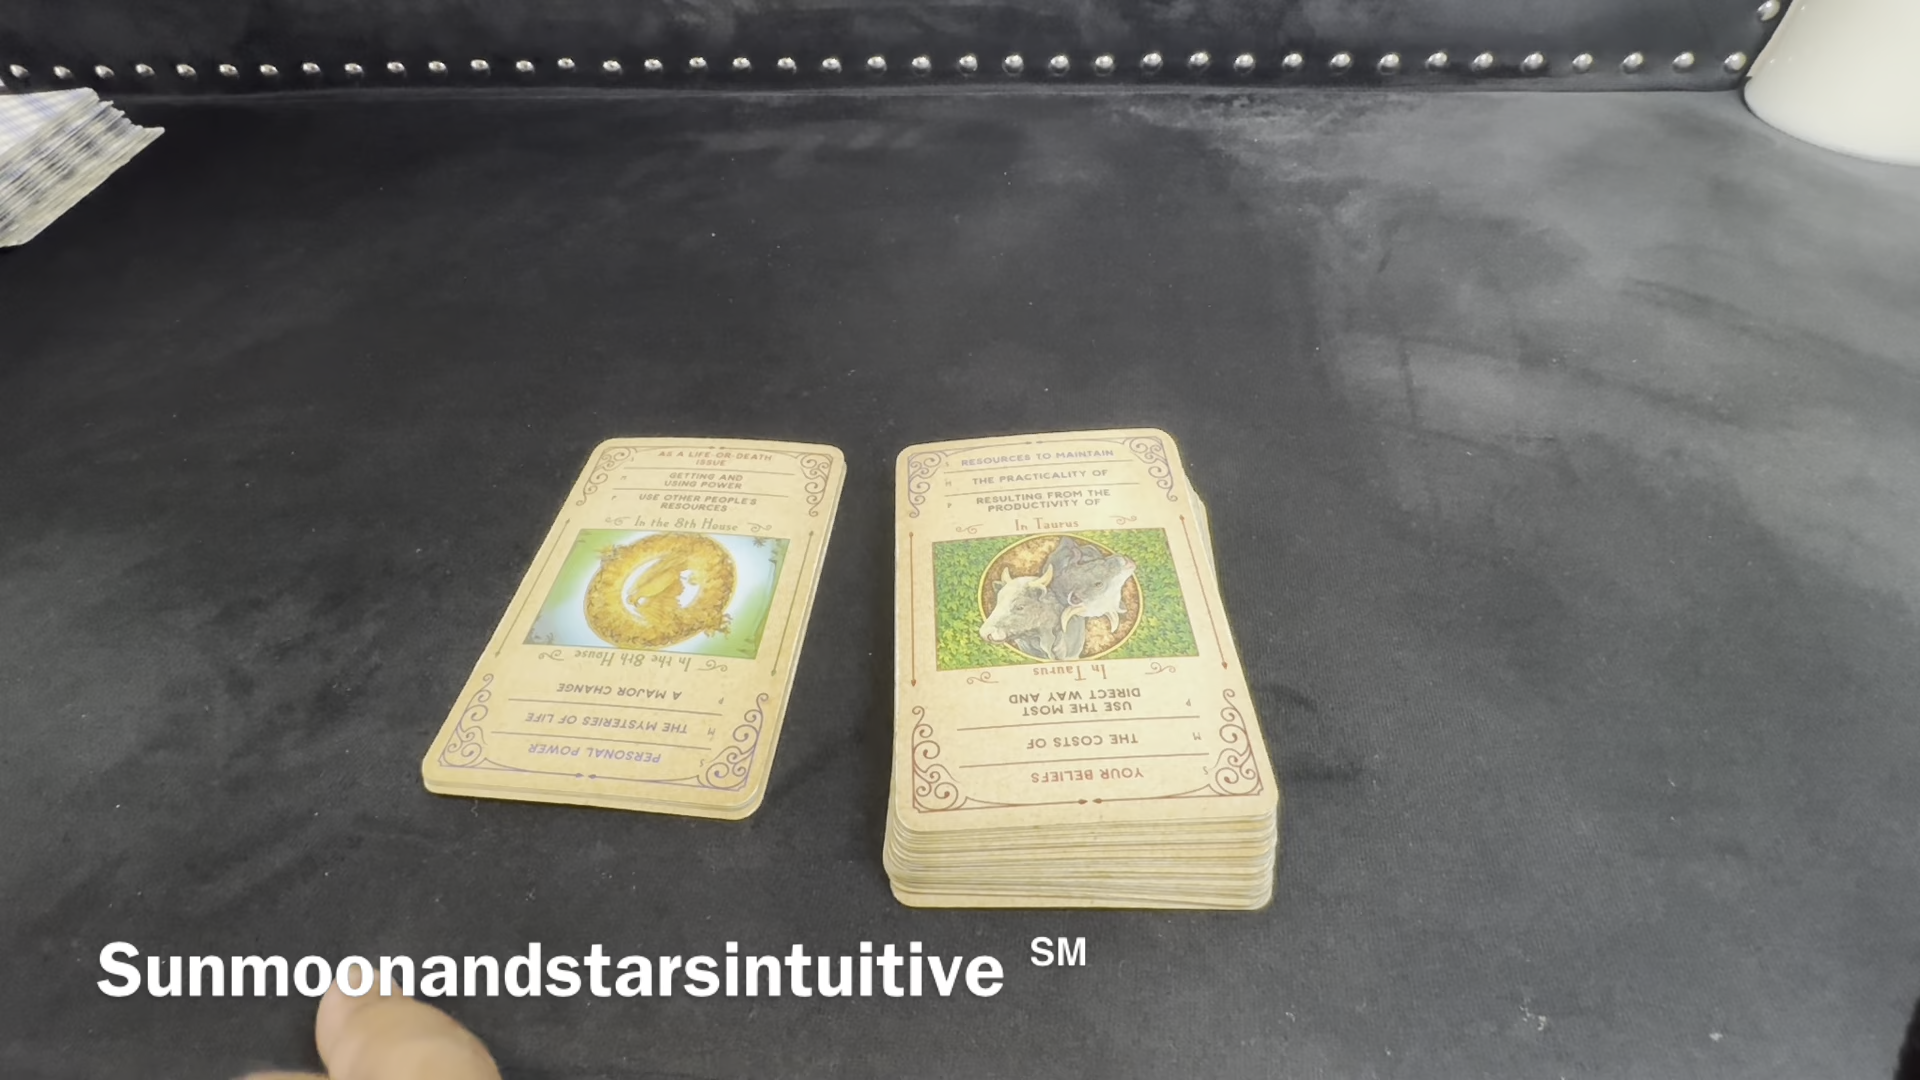 S AS A LIFE-OR-DEATH
ISSUE
M GETTING AND
USING POWER
P USE OTHER PEOPLE'S
RESOURCES
In the 8th House
In the 8th House
P A MAJOR CHANGE
M THE MYSTERIES OF LIFE
S PERSONAL POWER
S RESOURCES TO MAINTAIN
M THE PRACTICALITY OF
P RESULTING FROM THE
PRODUCTIVITY OF
In Taurus
In Taurus
P USE THE MOST
DIRECT WAY AND
M THE COSTS OF
S YOUR BELIEFS
Sunmoonandstarsintuitive SM